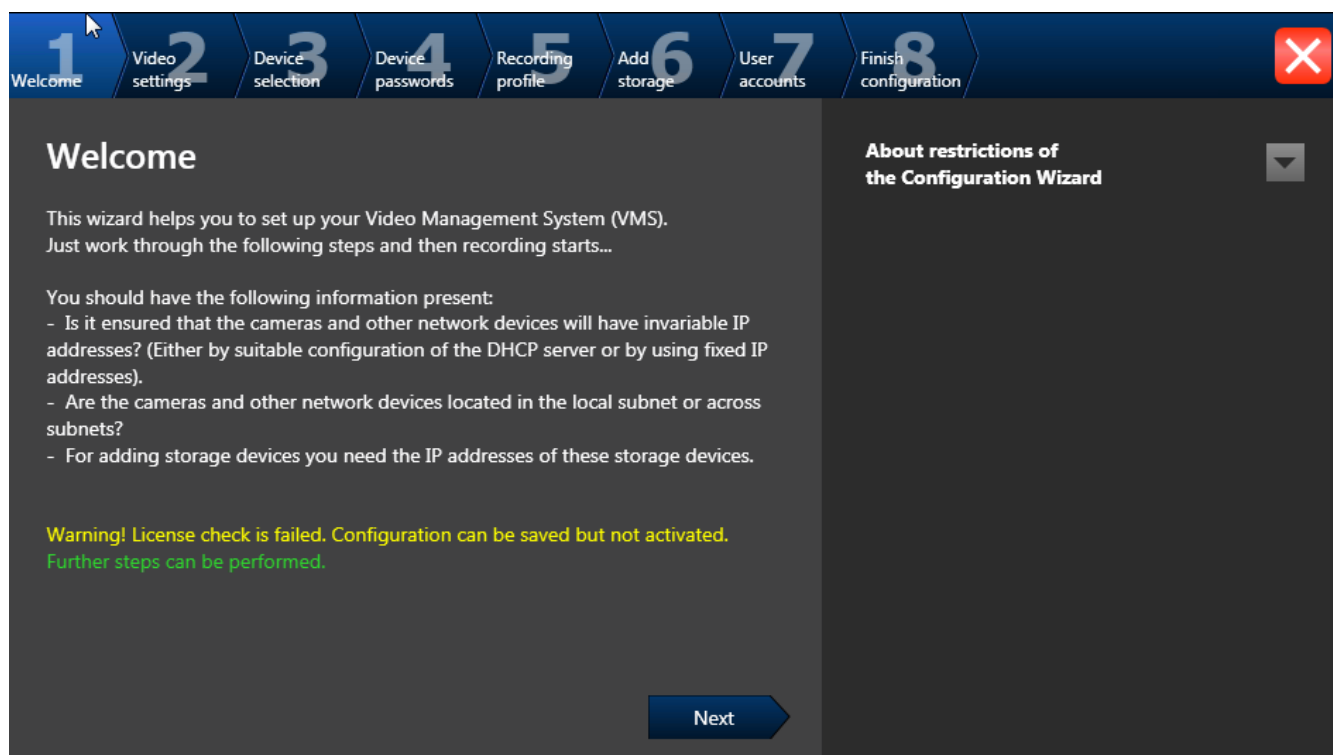 1 Welcome
2 Video settings
3 Device selection
4 Device passwords
5 Recording profile
6 Add storage
7 User accounts
8 Finish configuration
Welcome
This wizard helps you to set up your Video Management System (VMS).
Just work through the following steps and then recording starts...
You should have the following information present:
- Is it ensured that the cameras and other network devices will have invariable IP
addresses? (Either by suitable configuration of the DHCP server or by using fixed IP
addresses).
- Are the cameras and other network devices located in the local subnet or across
subnets?
- For adding storage devices you need the IP addresses of these storage devices.
Warning! License check is failed. Configuration can be saved but not activated.
Further steps can be performed.
Next
About restrictions of
the Configuration Wizard